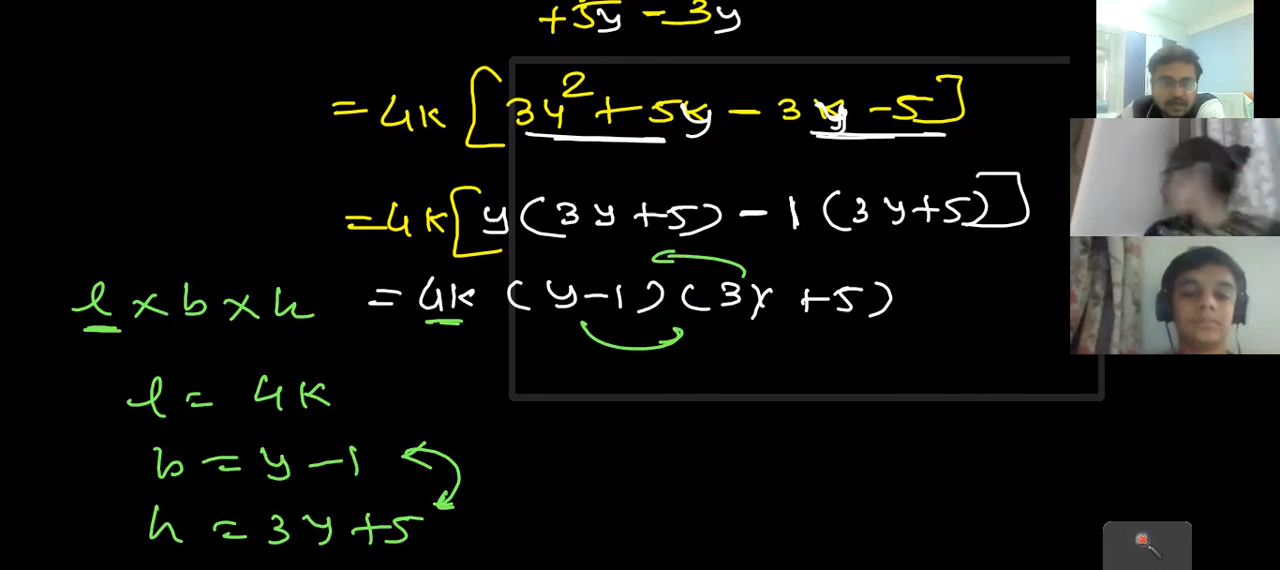 +5y - 3y
= 4k [ 3y² + 5y - 3y - 5 ]
= 4k [ y ( 3y + 5 ) - 1 ( 3y + 5 ) ]
l x b x h = 4k ( y - 1 ) ( 3y + 5 )
l = 4k
b = y - 1
h = 3y + 5